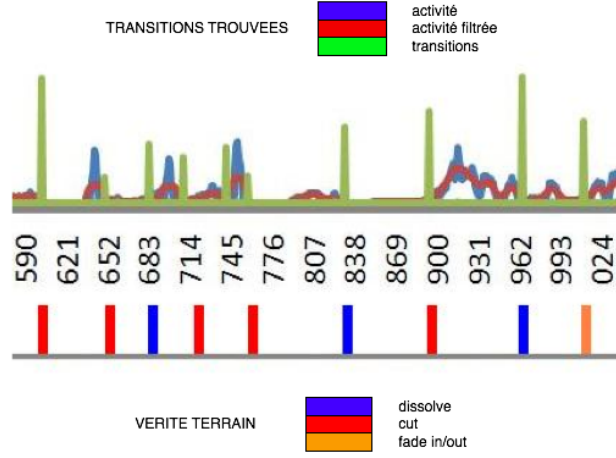 activité
TRANSITIONS TROUVEES activité filtrée
transitions
590 621 652 683 714 745 776 807 838 869 900 931 962 993 024
dissolve
VERITE TERRAIN cut
fade in/out